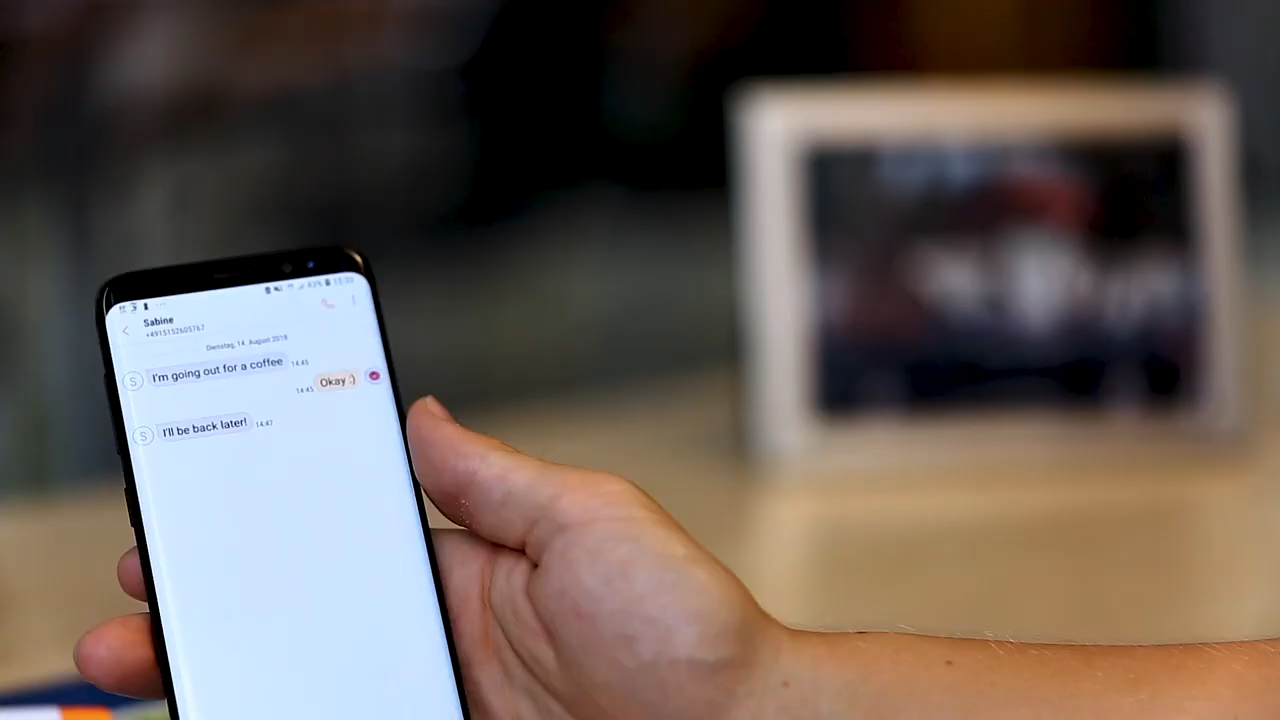 Sabine
+4915152605767
Dienstag, 14. August 2018
I'm going out for a coffee 14:45
14:45 Okay :)
S
I'll be back later! 14:47
S